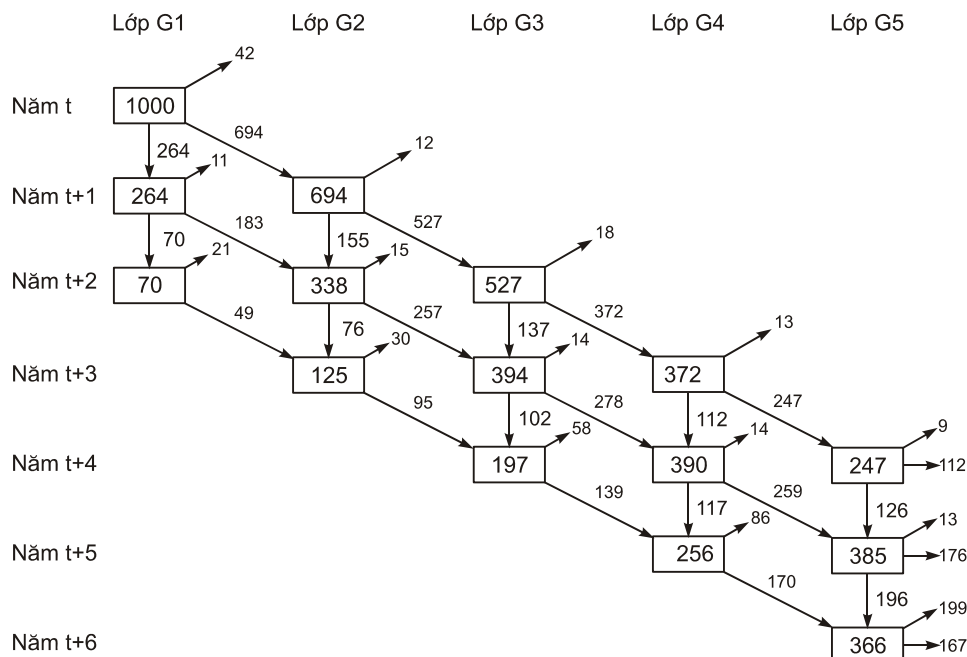 Lớp G1 Lớp G2 Lớp G3 Lớp G4 Lớp G5
42
Năm t 1000
694
264 12
11
Năm t+1 264 694
183 527
70 155 18
21 15
Năm t+2 70 338 527
49 257 372
76 137 13
30 14
Năm t+3 125 394 372
95 278 247
102 112 9
58 14
Năm t+4 197 390 247 112
139 259
117 126
86 13
Năm t+5 256 385 176
170
196 199
Năm t+6 366 167